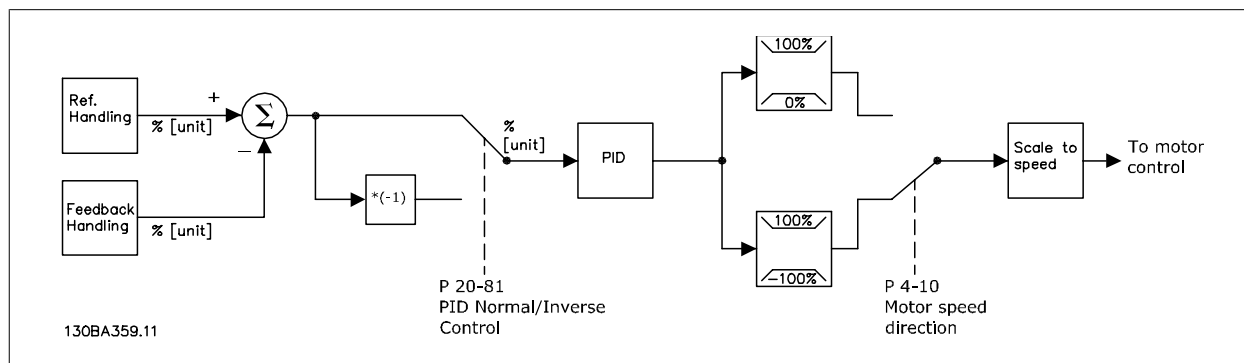 Ref.
Handling
+
% [unit]
Σ
−
Feedback
Handling
% [unit]
*(-1)
%
[unit]
PID
100%
0%
100%
−100%
Scale to
speed
To motor
control
P 20-81
PID Normal/Inverse
Control
P 4-10
Motor speed
direction
130BA359.11